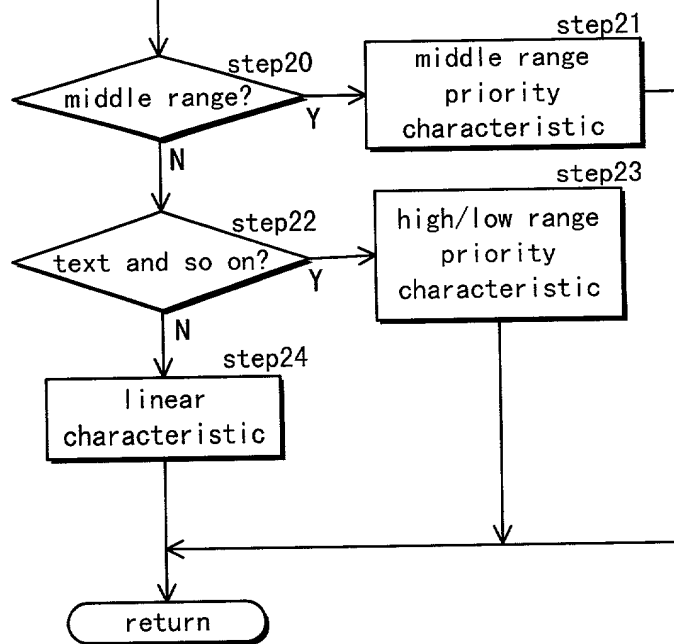 step20
middle range?
Y
N
step21
middle range
priority
characteristic
step22
text and so on?
Y
N
step23
high/low range
priority
characteristic
step24
linear
characteristic
return